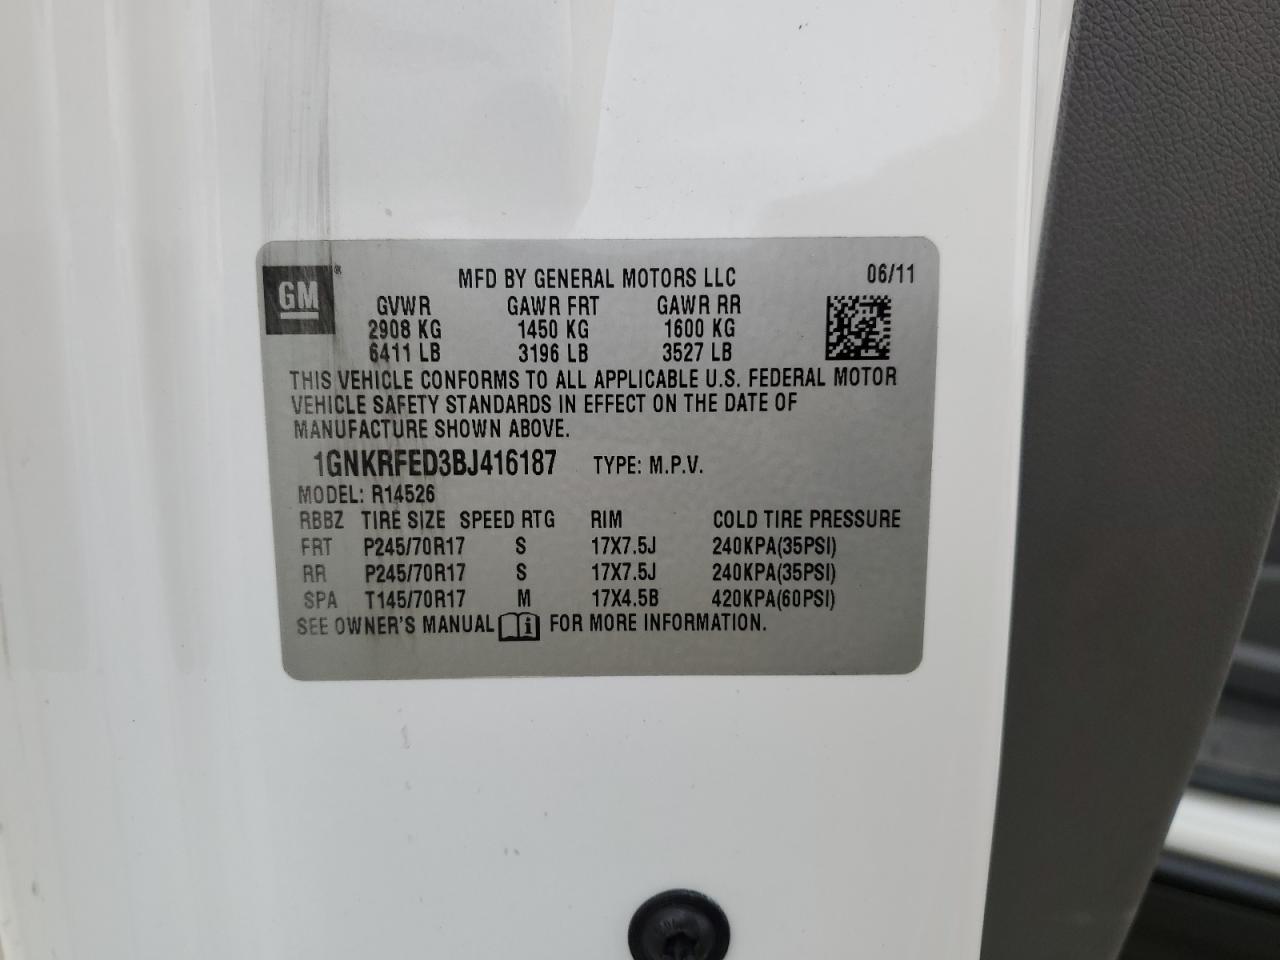 GM®
MFD BY GENERAL MOTORS LLC 06/11
GVWR GAWR FRT GAWR RR
2908 KG 1450 KG 1600 KG
6411 LB 3196 LB 3527 LB
THIS VEHICLE CONFORMS TO ALL APPLICABLE U.S. FEDERAL MOTOR
VEHICLE SAFETY STANDARDS IN EFFECT ON THE DATE OF
MANUFACTURE SHOWN ABOVE.
1GNKRFED3BJ416187 TYPE: M.P.V.
MODEL: R14526
RBBZ TIRE SIZE SPEED RTG RIM COLD TIRE PRESSURE
FRT P245/70R17 S 17X7.5J 240KPA(35PSI)
RR P245/70R17 S 17X7.5J 240KPA(35PSI)
SPA T145/70R17 M 17X4.5B 420KPA(60PSI)
SEE OWNER'S MANUAL i FOR MORE INFORMATION.